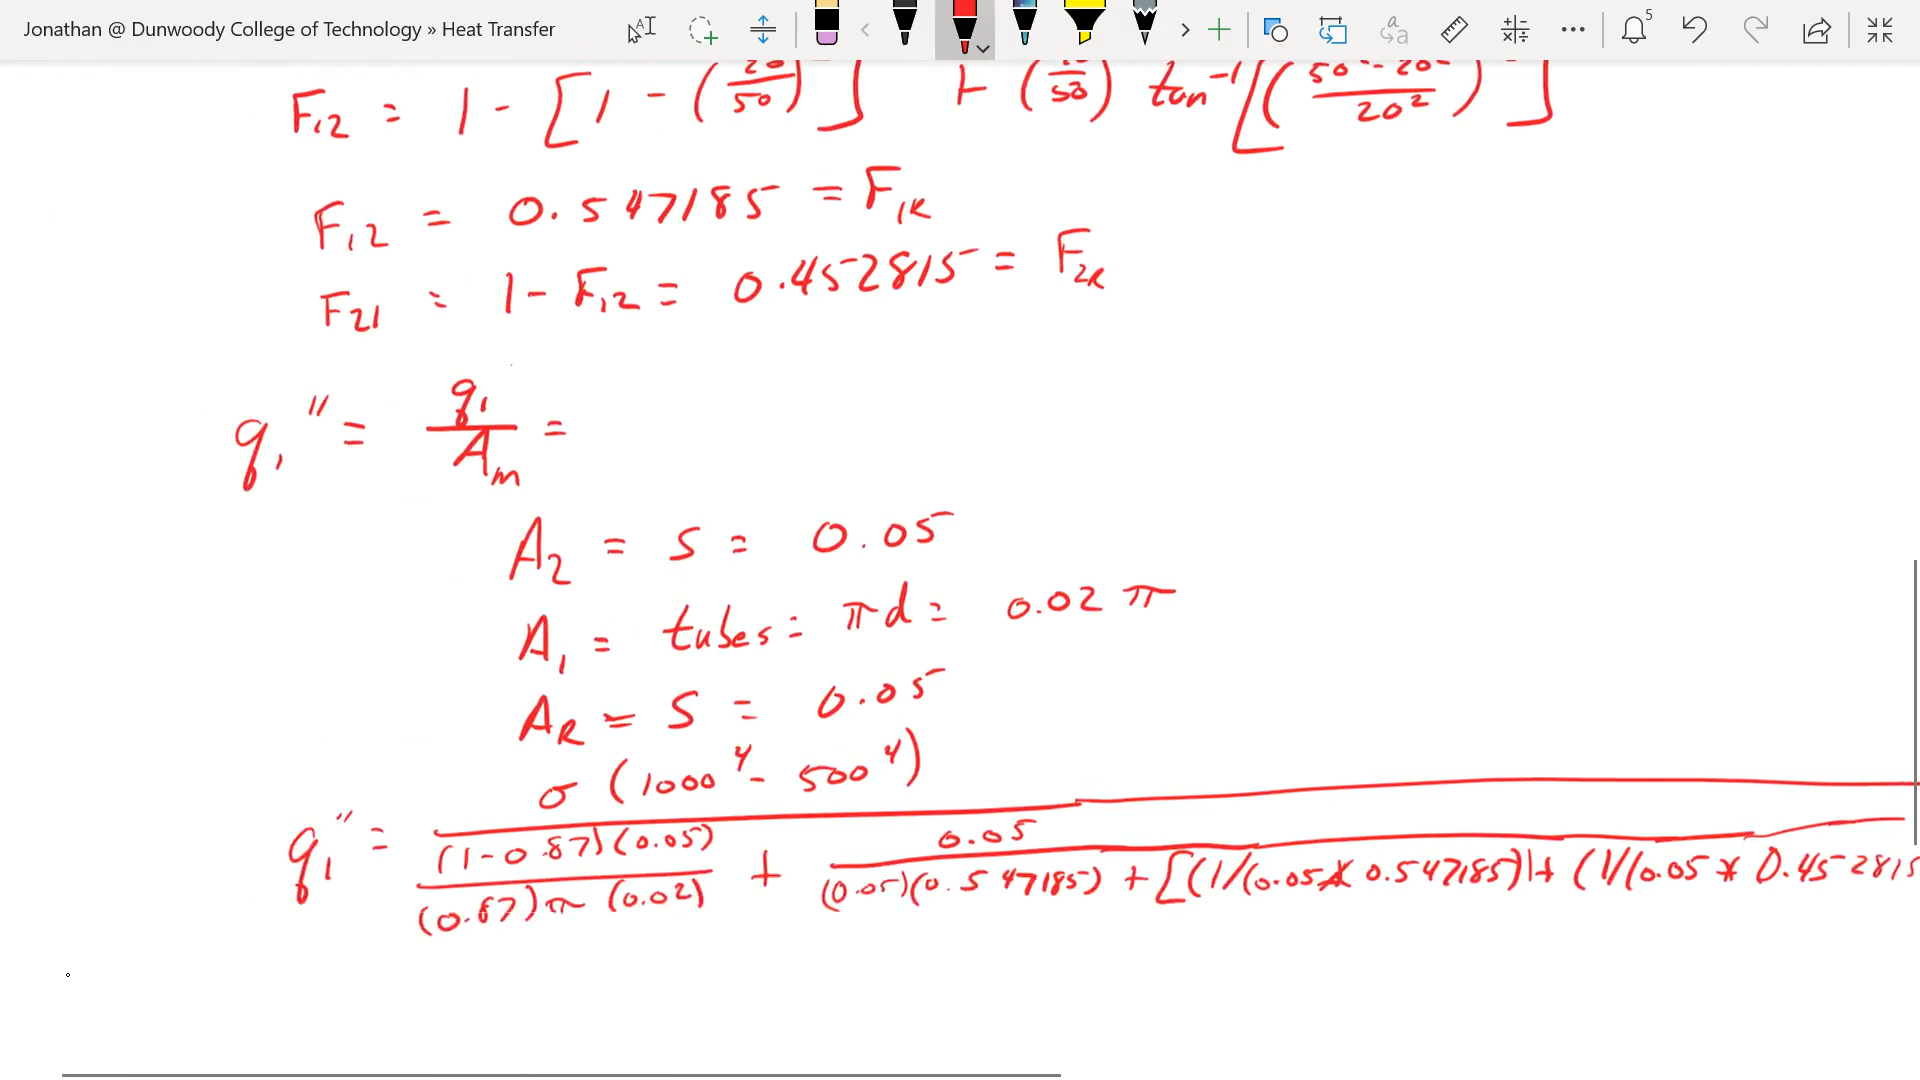 Jonathan @ Dunwoody College of Technology » Heat Transfer
5
F12 = 1 - [1 - (20/50)] + (20/50) tan⁻¹[(50² - 20² / 20²)]
F12 = 0.547185 = F1R
F21 = 1 - F12 = 0.452815 = F2R
q1'' = q1/Am =
A2 = S = 0.05
A1 = tubes = πd = 0.02 π
AR = S = 0.05
σ (1000⁴ - 500⁴)
q1'' = (1-0.87)(0.05) / (0.87)π(0.02) + 0.05 / (0.05)(0.547185) + [(1/(0.05 * 0.547185)) + (1/(0.05 * 0.452815